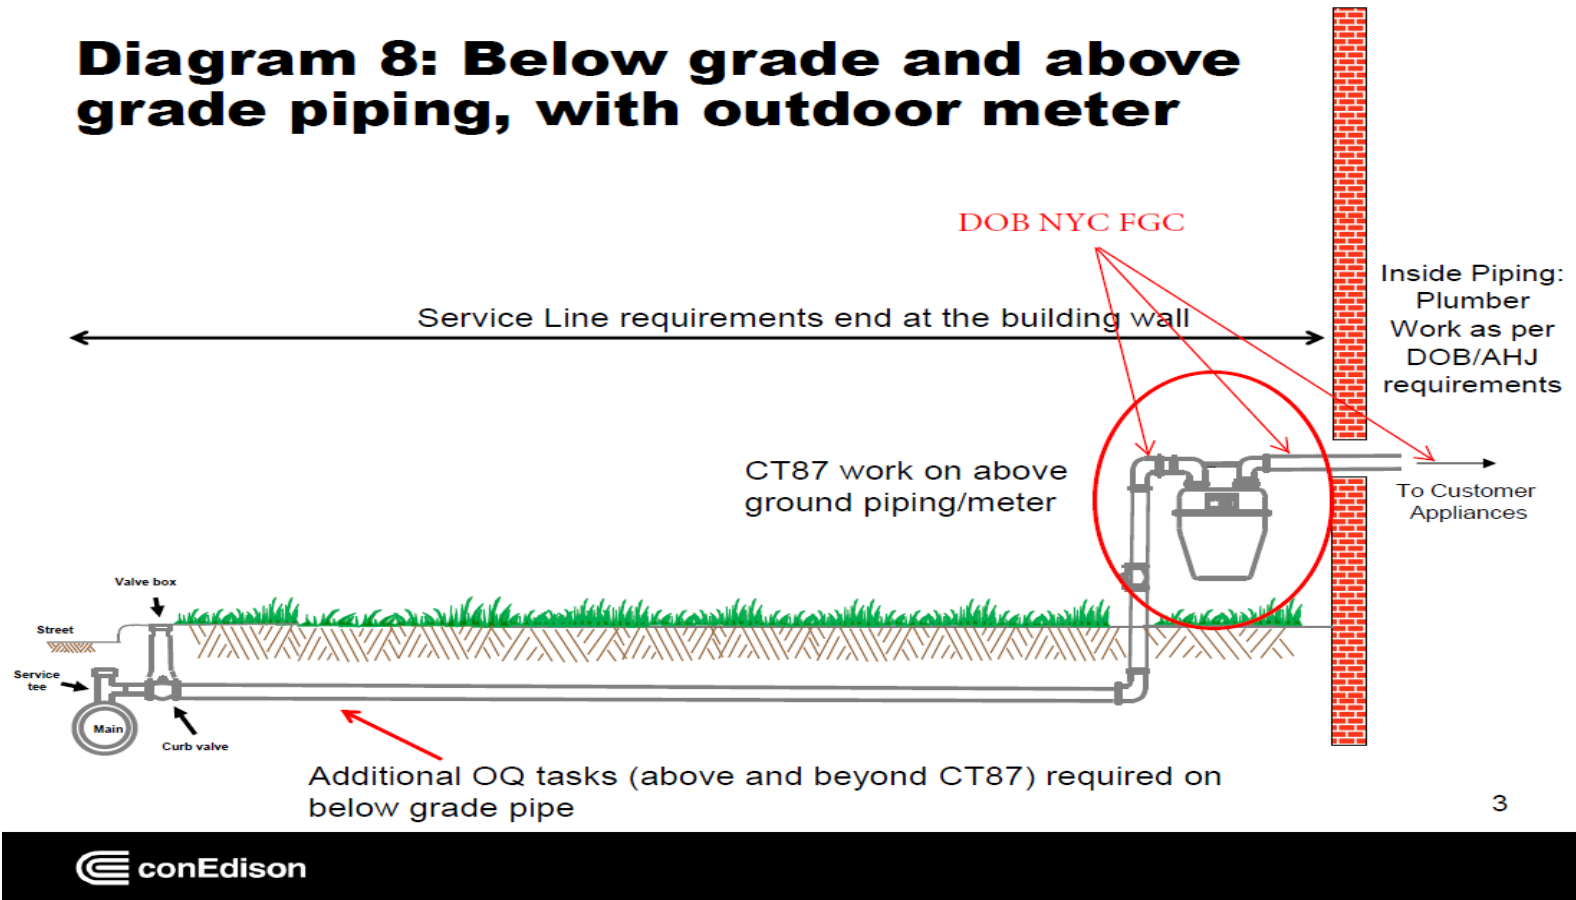 Diagram 8: Below grade and above
grade piping, with outdoor meter
DOB NYC FGC
Service Line requirements end at the building wall
Inside Piping:
Plumber
Work as per
DOB/AHJ
requirements
CT87 work on above
ground piping/meter
To Customer
Appliances
Valve box
Street
Service
tee
Main
Curb valve
Additional OQ tasks (above and beyond CT87) required on
below grade pipe
3
conEdison